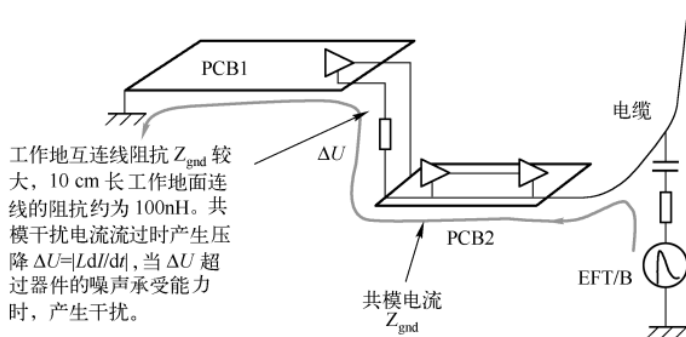 PCB1
电缆
工作地互连线阻抗 Zgnd 较
大，10 cm 长工作地面连
线的阻抗约为 100nH。共
模干扰电流流过时产生压
降 ΔU=|LdI/dt|，当 ΔU 超
过器件的噪声承受能力
时，产生干扰。
ΔU
PCB2
EFT/B
共模电流
Zgnd